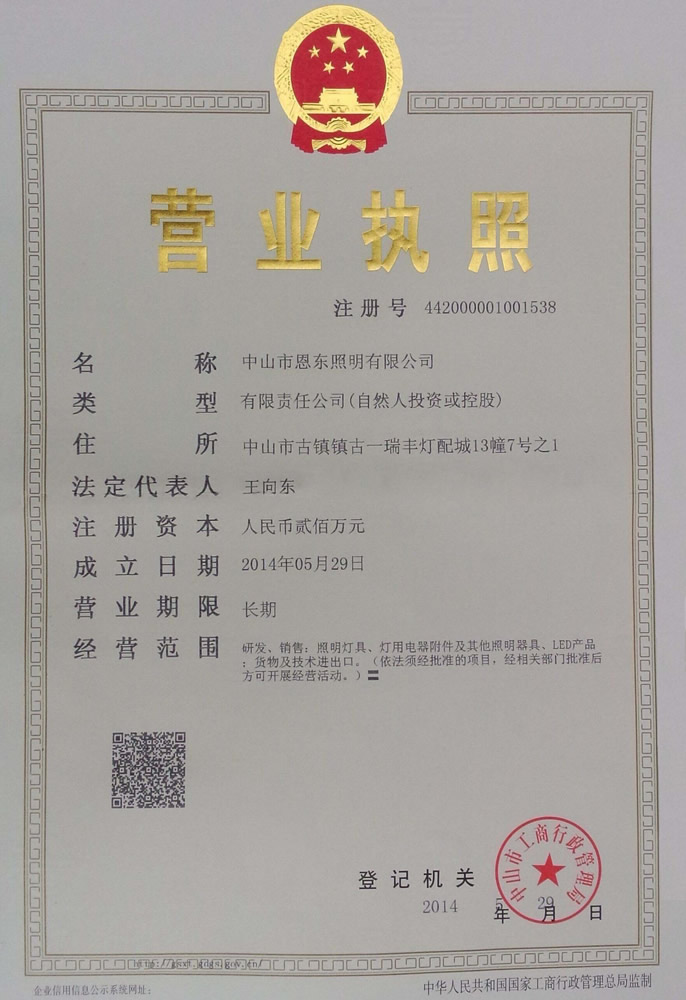 营业执照
注册号 442000001001538
名称 中山市恩东照明有限公司
类型 有限责任公司(自然人投资或控股)
住所 中山市古镇镇古一瑞丰灯配城13幢7号之1
法定代表人 王向东
注册资本 人民币贰佰万元
成立日期 2014年05月29日
营业期限 长期
经营范围 研发、销售：照明灯具、灯用电器附件及其他照明器具、LED产品
；货物及技术进出口。（依法须经批准的项目，经相关部门批准后
方可开展经营活动。）
中山市工商行政管理局
登记机关
2014年5月29日
http://gsxt.gdgs.gov.cn/
企业信用信息公示系统网址：
中华人民共和国国家工商行政管理总局监制